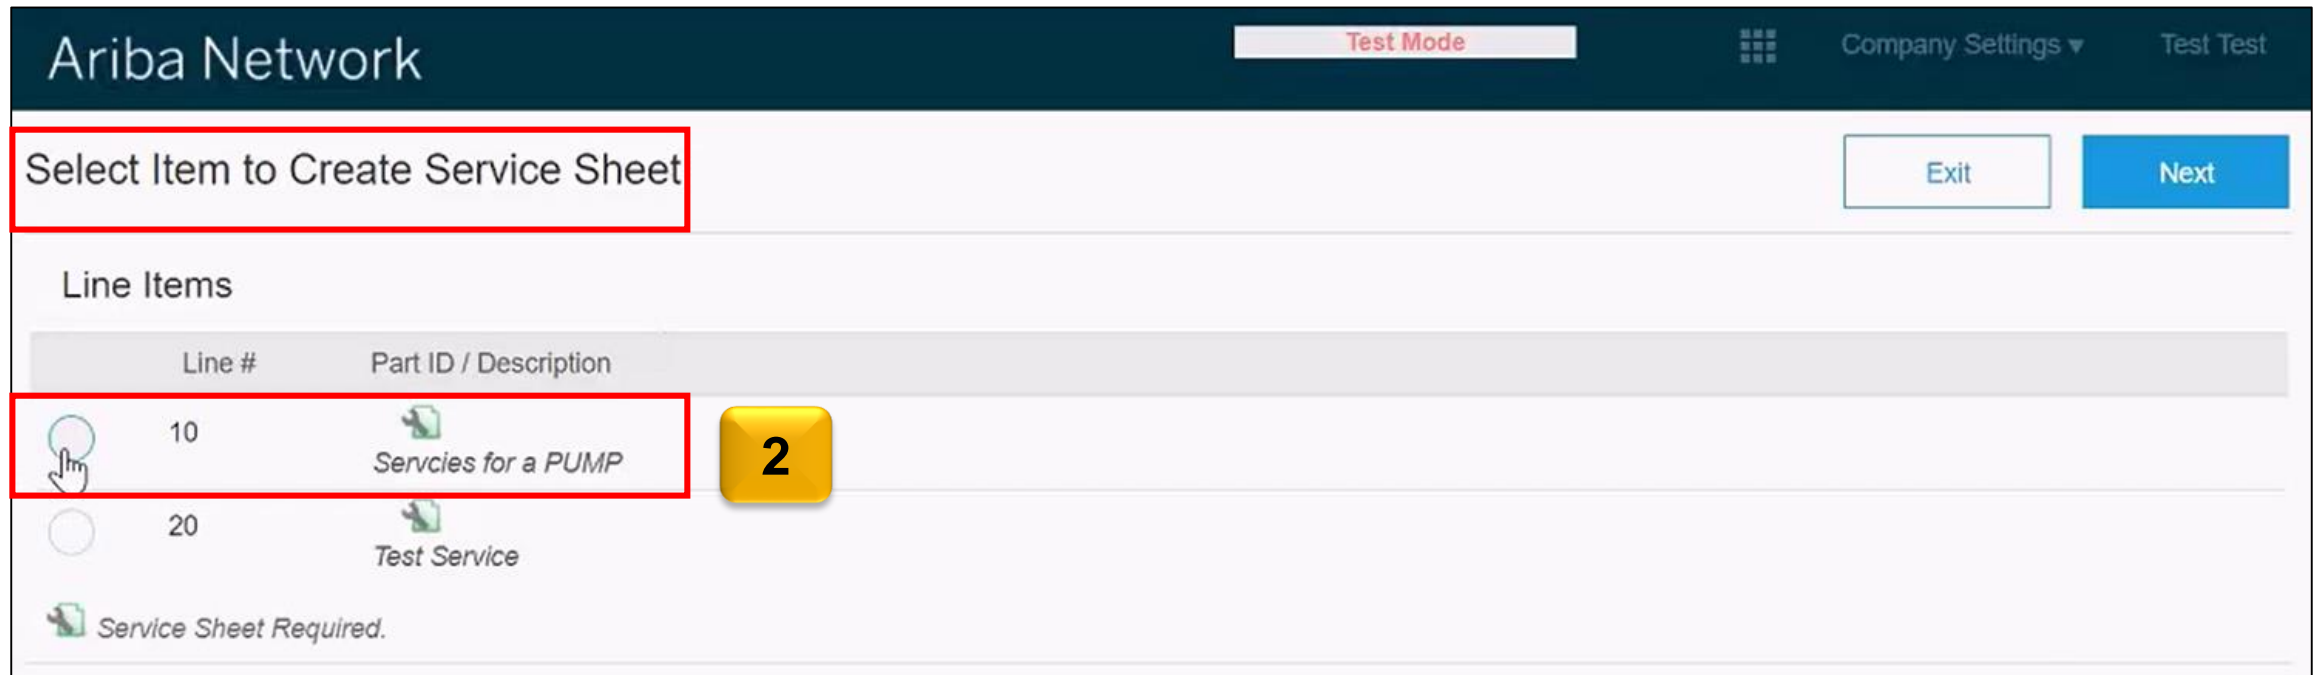 Ariba Network
Test Mode
Company Settings ▼
Test Test
Select Item to Create Service Sheet
Exit
Next
Line Items
Line # Part ID / Description
10
Servcies for a PUMP
2
20
Test Service
Service Sheet Required.